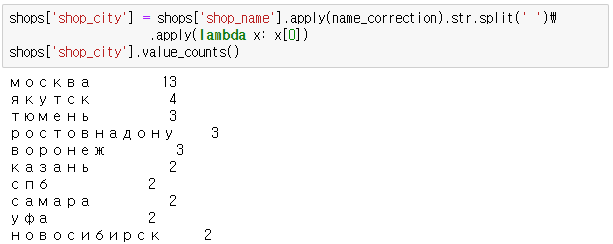 shops['shop_city'] = shops['shop_name'].apply(name_correction).str.split(' ')₩
.apply(lambda x: x[0])
shops['shop_city'].value_counts()
москва 13
якутск 4
тюмень 3
ростовнадону 3
воронеж 3
казань 2
спб 2
самара 2
уфа 2
новосибирск 2